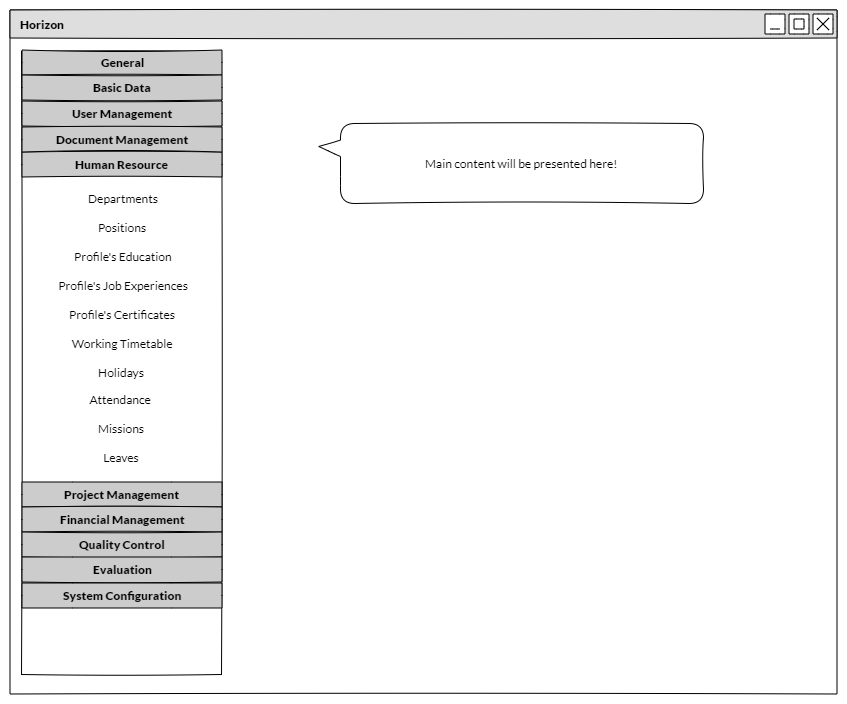 Horizon
General
Basic Data
User Management
Document Management
Human Resource
Departments
Positions
Profile's Education
Profile's Job Experiences
Profile's Certificates
Working Timetable
Holidays
Attendance
Missions
Leaves
Project Management
Financial Management
Quality Control
Evaluation
System Configuration
Main content will be presented here!